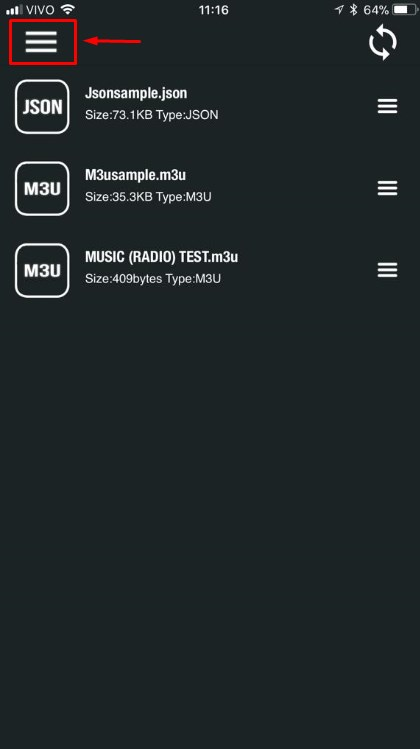 VIVO 11:16 64%
JSON
Jsonsample.json
Size:73.1KB Type:JSON
M3U
M3usample.m3u
Size:35.3KB Type:M3U
M3U
MUSIC (RADIO) TEST.m3u
Size:409bytes Type:M3U